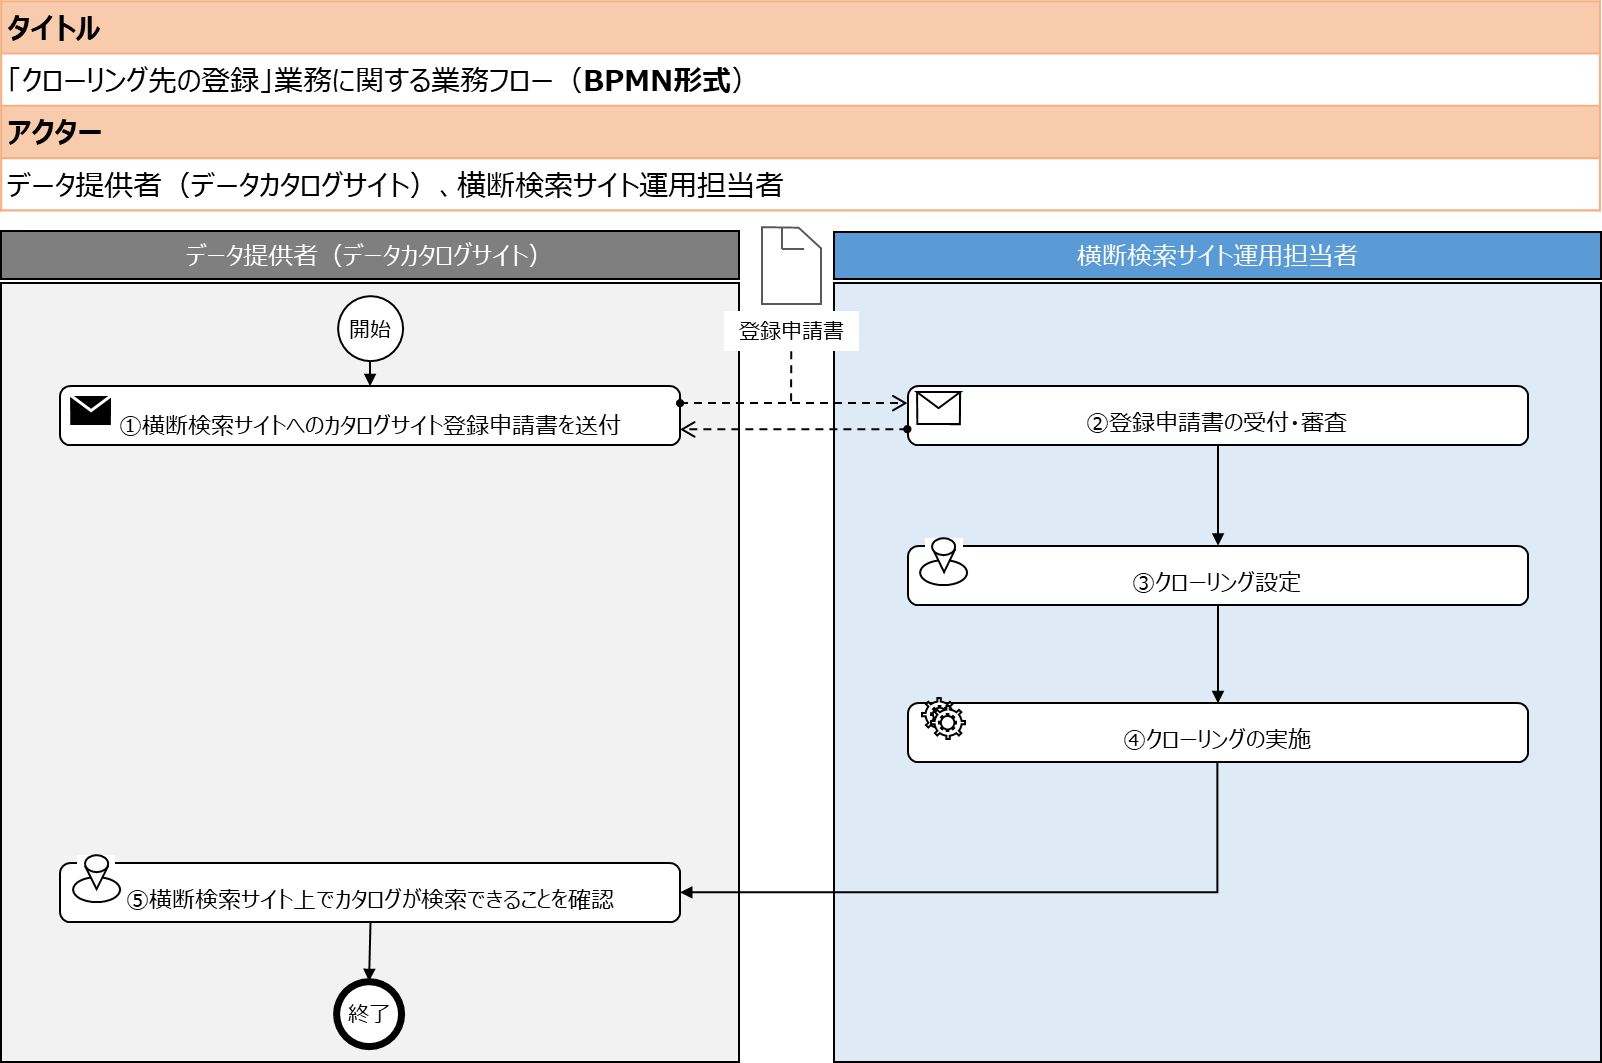 タイトル
「クローリング先の登録」業務に関する業務フロー（BPMN形式）
アクター
データ提供者（データカタログサイト）、横断検索サイト運用担当者
データ提供者（データカタログサイト）
横断検索サイト運用担当者
開始
登録申請書
①横断検索サイトへのカタログサイト登録申請書を送付
②登録申請書の受付・審査
③クローリング設定
④クローリングの実施
⑤横断検索サイト上でカタログが検索できることを確認
終了